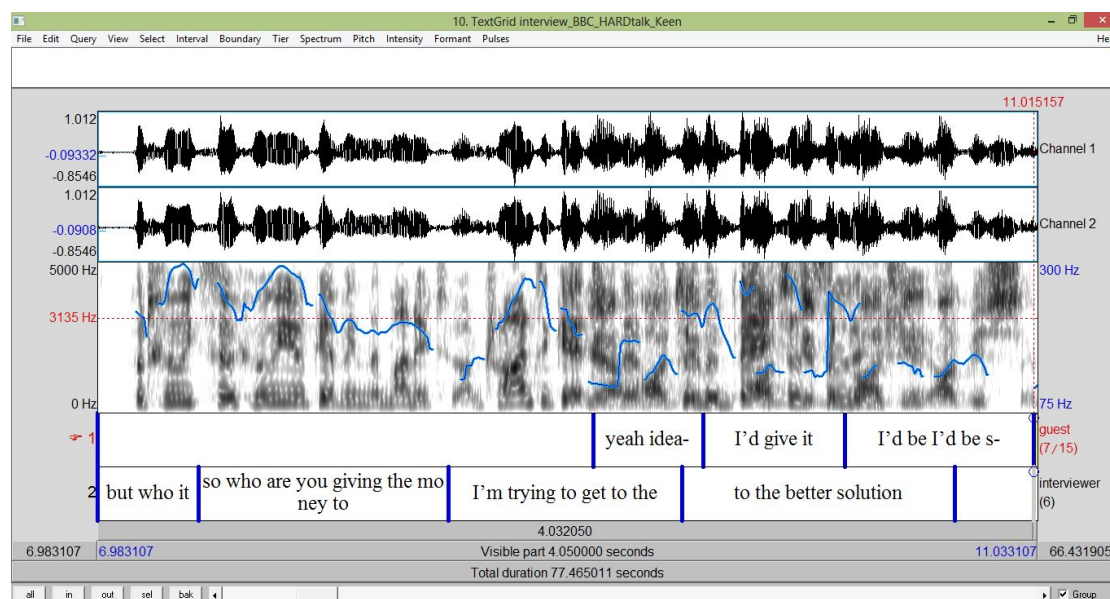 10. TextGrid interview_BBC_HARDtalk_Keen
File Edit Query View Select Interval Boundary Tier Spectrum Pitch Intensity Formant Pulses He
11.015157
1.012
-0.09332
-0.8546
Channel 1
1.012
-0.0908
-0.8546
Channel 2
5000 Hz
300 Hz
3135 Hz
0 Hz
75 Hz
1
yeah idea- I'd give it I'd be I'd be s-
guest
(7/15)
2
but who it
so who are you giving the mo
ney to
I'm trying to get to the to the better solution
interviewer
(6)
4.032050
6.983107 6.983107 Visible part 4.050000 seconds 11.033107 66.431905
Total duration 77.465011 seconds
all in out sel bak Group